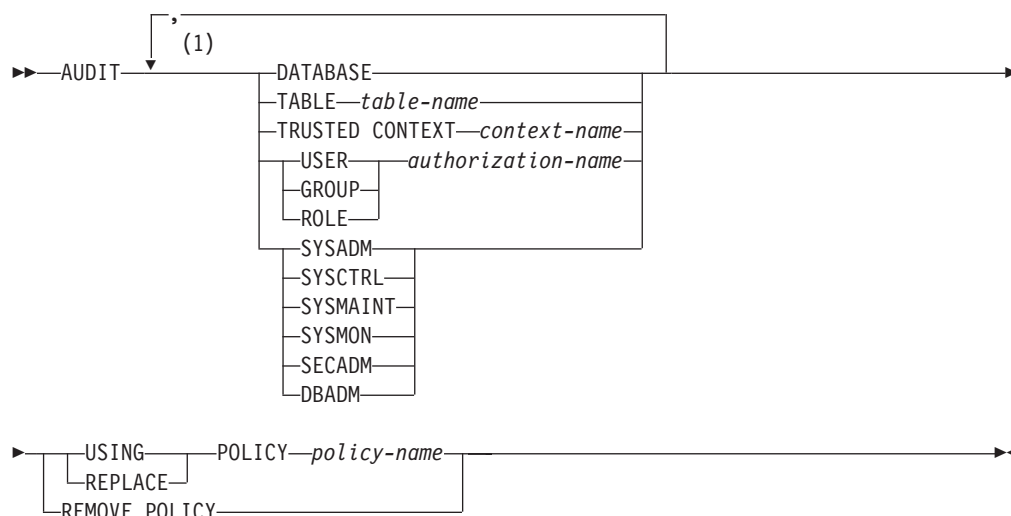 ,
(1)
AUDIT DATABASE
TABLE table-name
TRUSTED CONTEXT context-name
USER authorization-name
GROUP
ROLE
SYSADM
SYSCTRL
SYSMAINT
SYSMON
SECADM
DBADM
USING POLICY policy-name
REPLACE
REMOVE POLICY